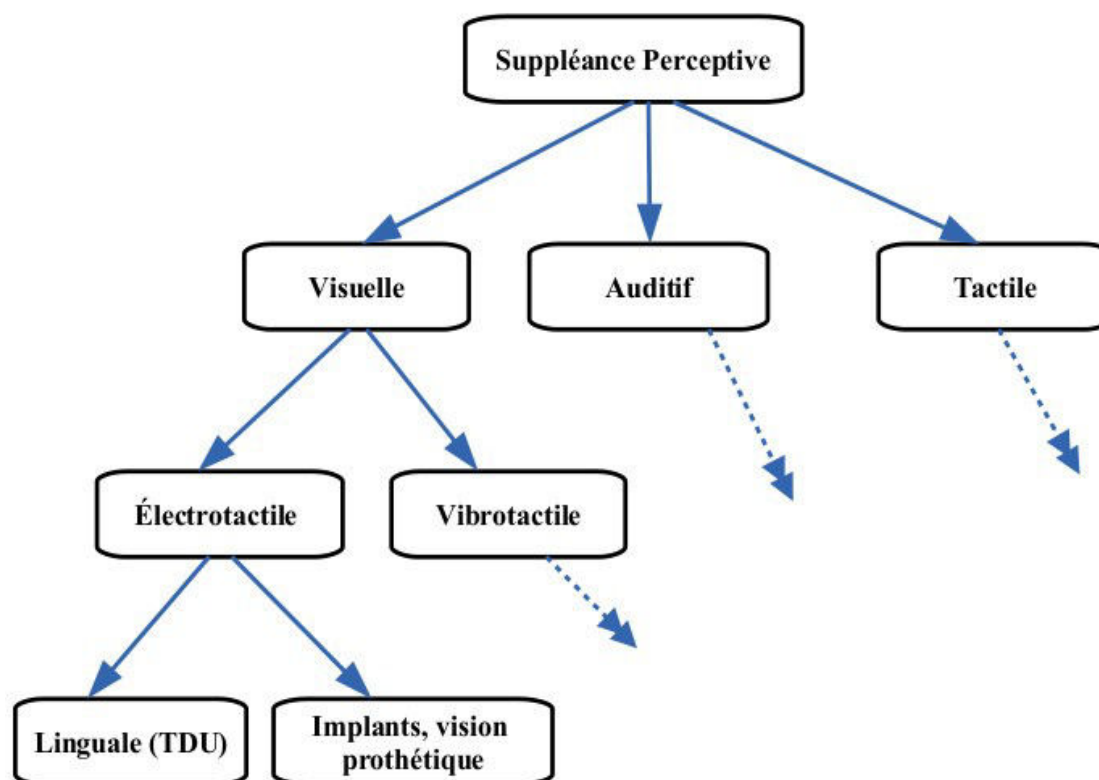 Suppléance Perceptive
Visuelle
Auditif
Tactile
Électrotactile
Vibrotactile
Linguale (TDU)
Implants, vision
prothétique